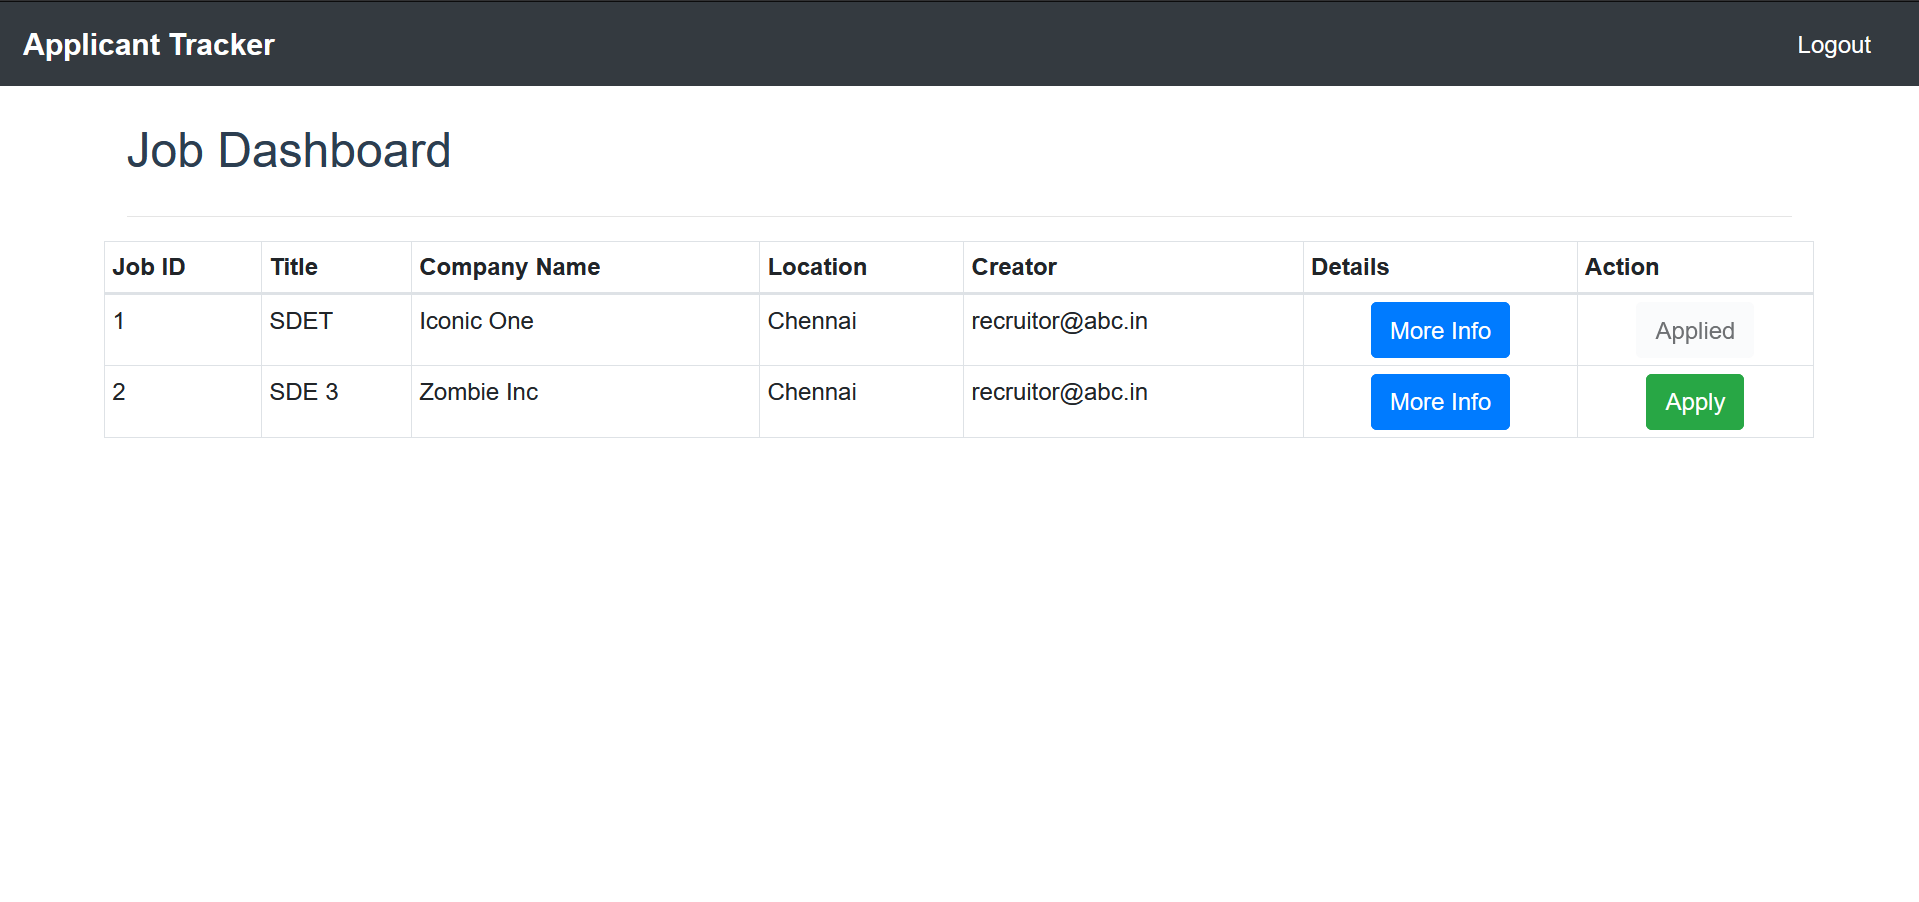 Applicant Tracker Logout
Job Dashboard
Job ID Title Company Name Location Creator Details Action
1 SDET Iconic One Chennai recruitor@abc.in More Info Applied
2 SDE 3 Zombie Inc Chennai recruitor@abc.in More Info Apply